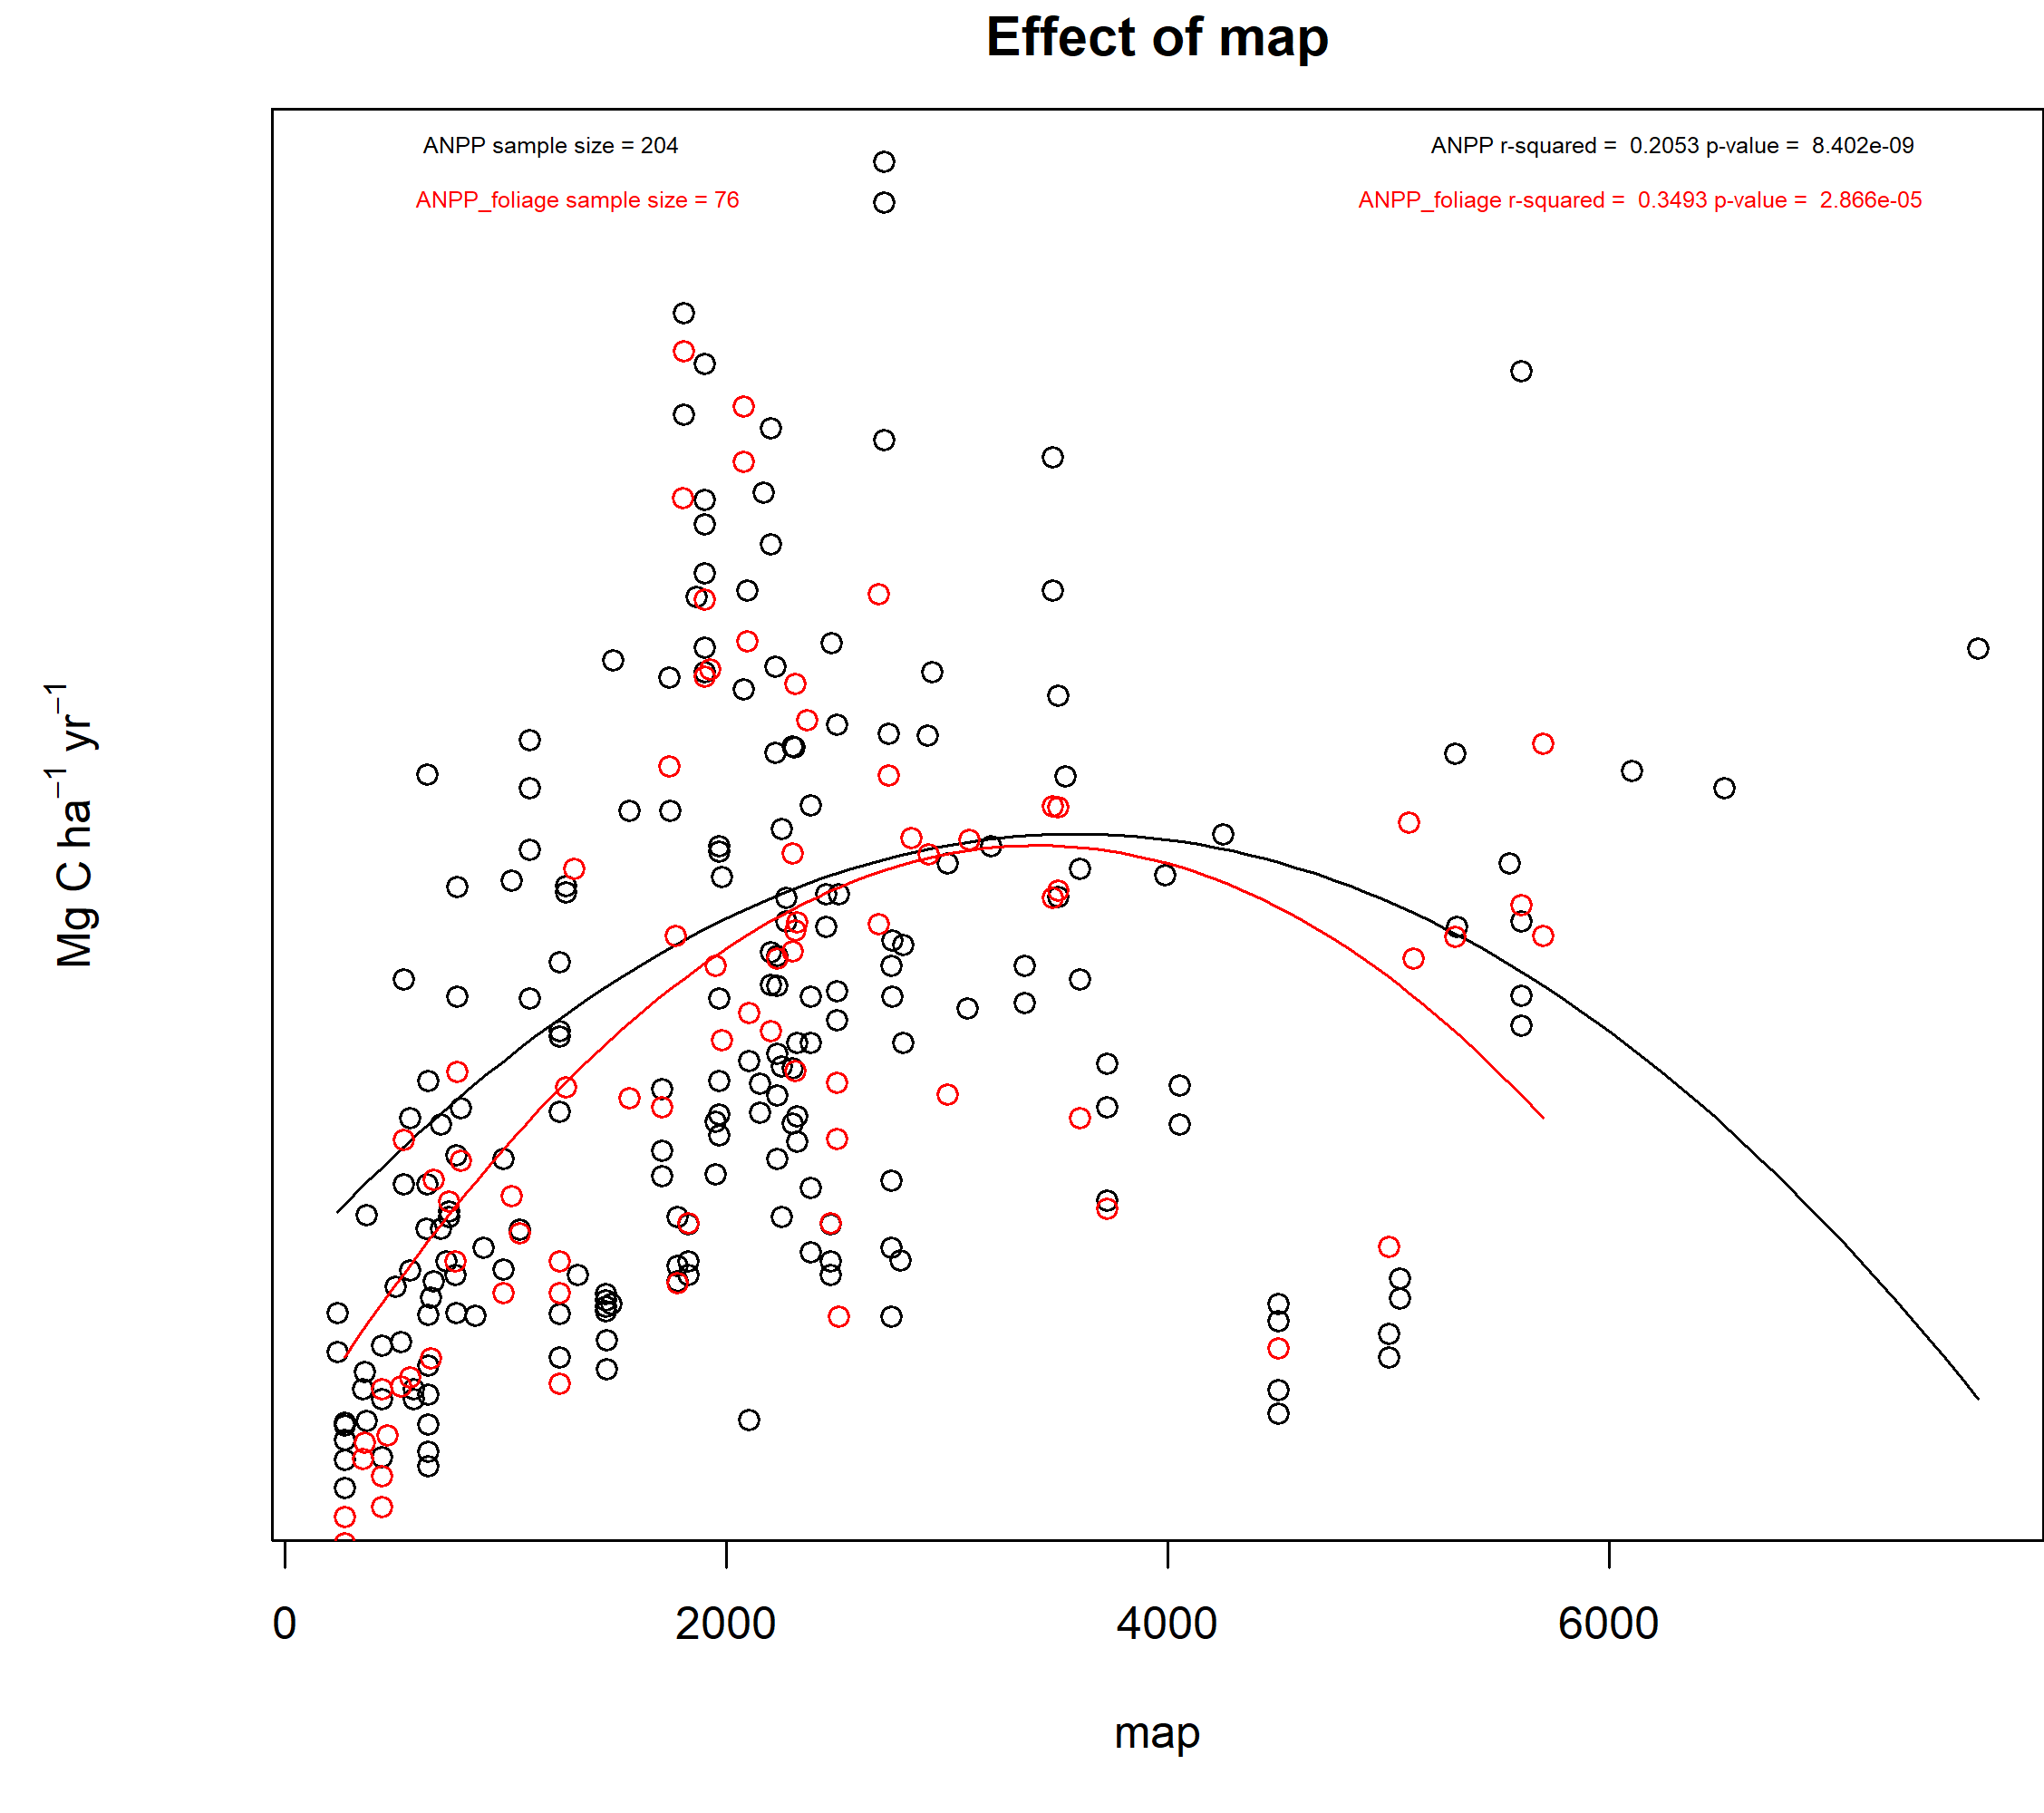 Effect of map
ANPP sample size = 204
ANPP r-squared =  0.2053 p-value =  8.402e-09
ANPP_foliage sample size = 76
ANPP_foliage r-squared =  0.3493 p-value =  2.866e-05
Mg C ha⁻¹ yr⁻¹
0 2000 4000 6000
map